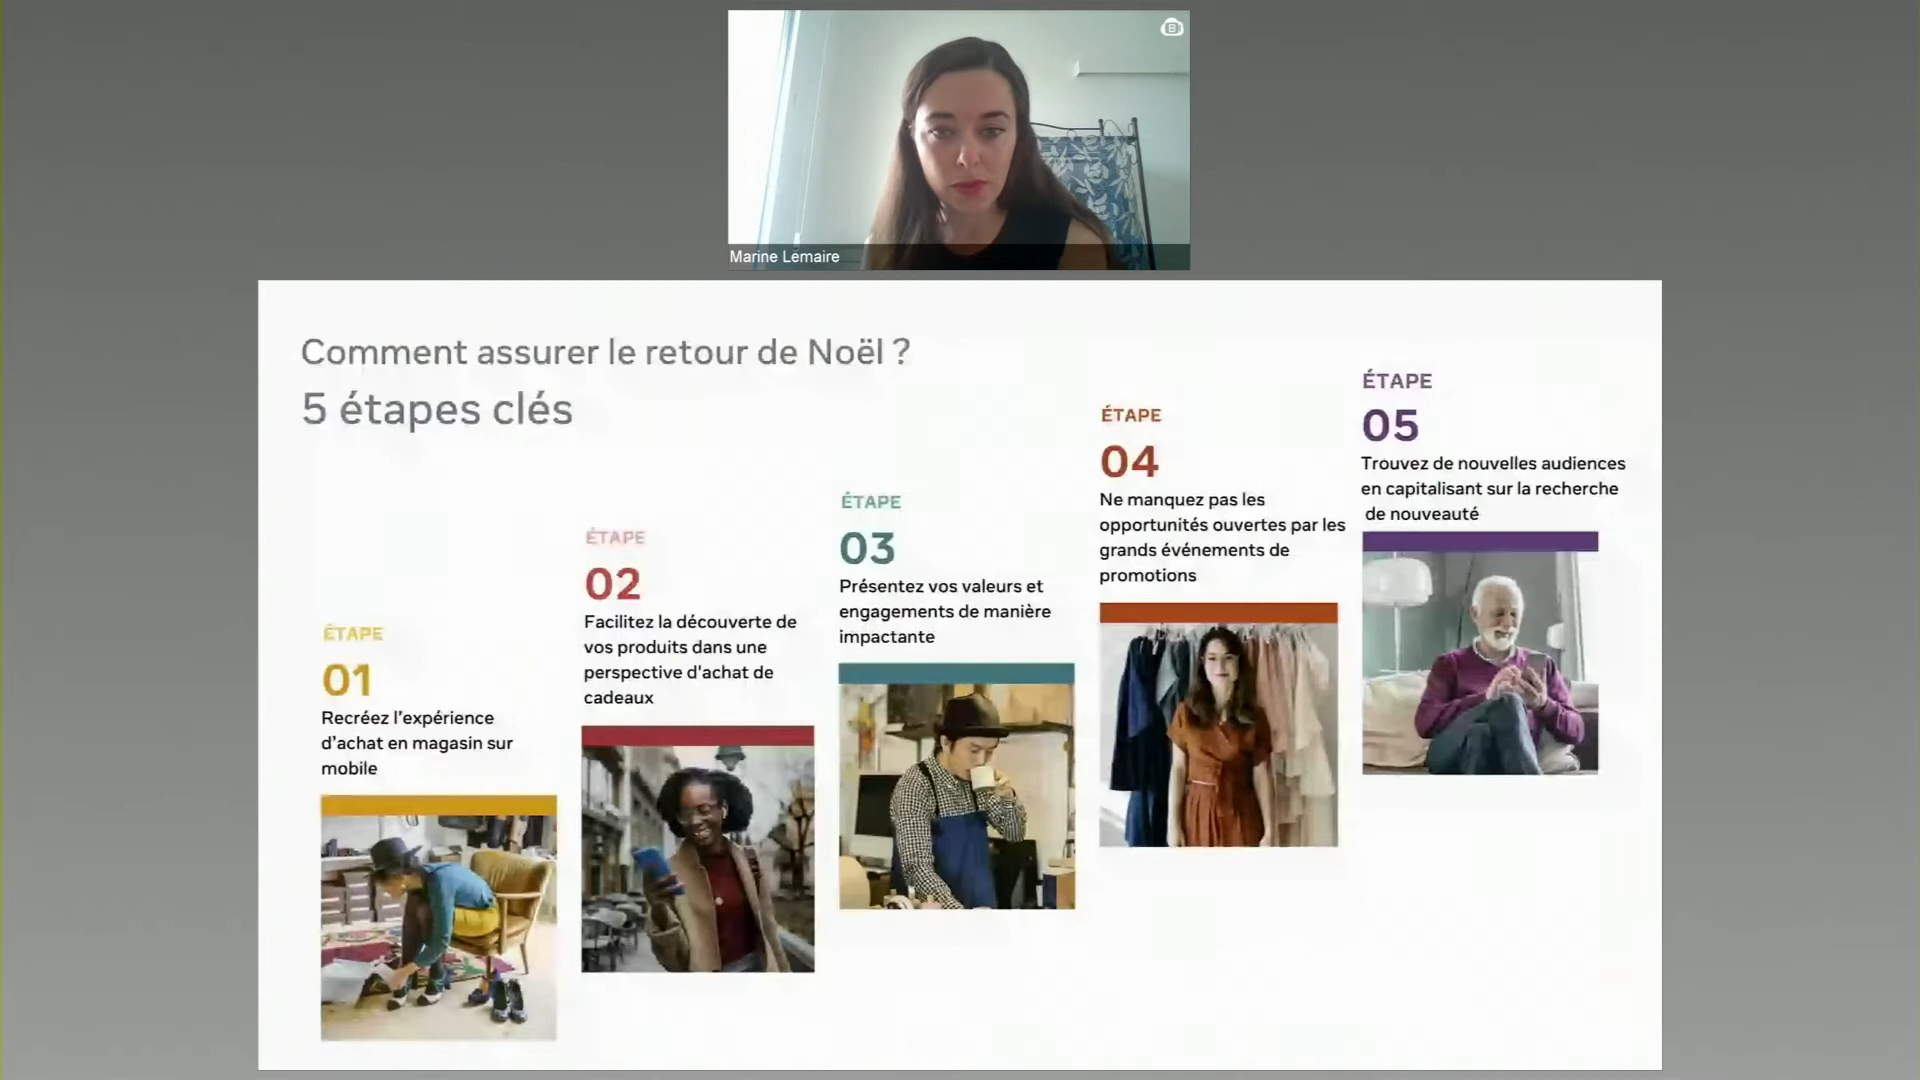 B
Marine Lemaire
Comment assurer le retour de Noël ?
5 étapes clés
ÉTAPE
01
Recréez l'expérience
d'achat en magasin sur
mobile
ÉTAPE
02
Facilitez la découverte de
vos produits dans une
perspective d'achat de
cadeaux
ÉTAPE
03
Présentez vos valeurs et
engagements de manière
impactante
ÉTAPE
04
Ne manquez pas les
opportunités ouvertes par les
grands événements de
promotions
ÉTAPE
05
Trouvez de nouvelles audiences
en capitalisant sur la recherche
de nouveauté